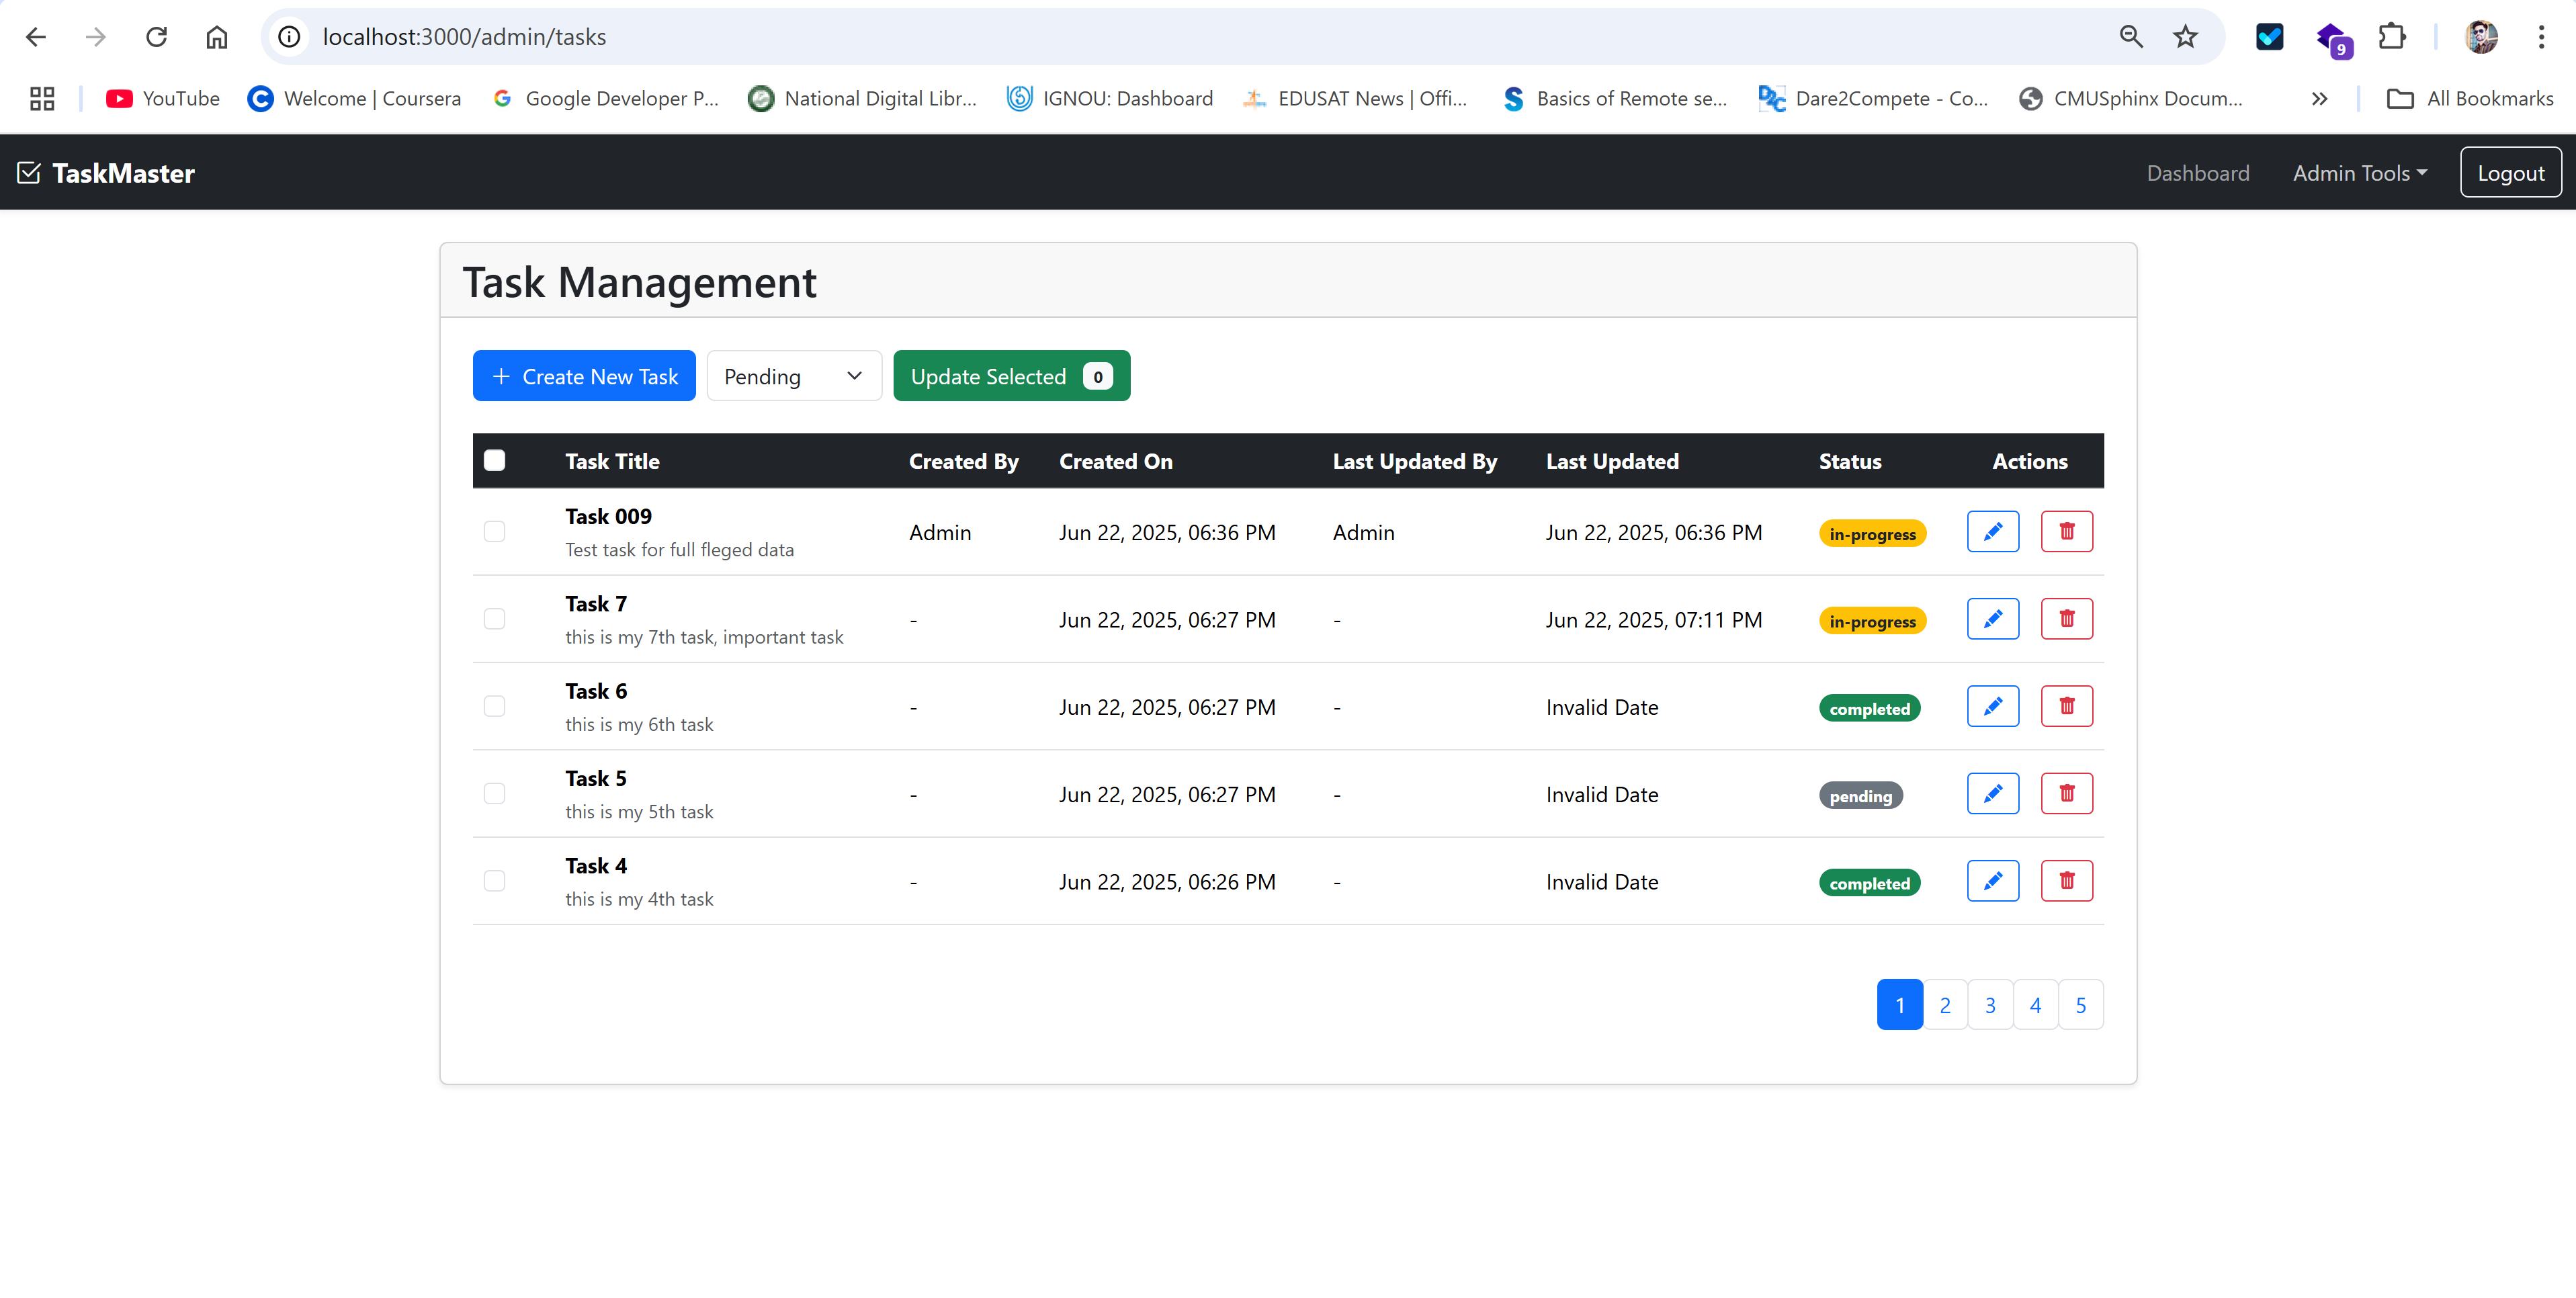 localhost:3000/admin/tasks
9
YouTube Welcome | Coursera Google Developer P... National Digital Libr... IGNOU: Dashboard EDUSAT News | Offi... Basics of Remote se... Dare2Compete - Co... CMUSphinx Docum... All Bookmarks
TaskMaster Dashboard Admin Tools Logout
Task Management
+ Create New Task Pending Update Selected 0
Task Title Created By Created On Last Updated By Last Updated Status Actions
Task 009
Test task for full fleged data
Admin Jun 22, 2025, 06:36 PM Admin Jun 22, 2025, 06:36 PM in-progress
Task 7
this is my 7th task, important task
- Jun 22, 2025, 06:27 PM - Jun 22, 2025, 07:11 PM in-progress
Task 6
this is my 6th task
- Jun 22, 2025, 06:27 PM - Invalid Date completed
Task 5
this is my 5th task
- Jun 22, 2025, 06:27 PM - Invalid Date pending
Task 4
this is my 4th task
- Jun 22, 2025, 06:26 PM - Invalid Date completed
1 2 3 4 5